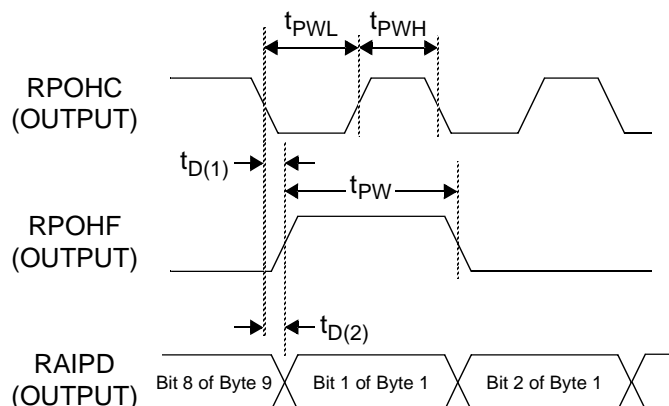 tPWL
tPWH
RPOHC
(OUTPUT)
tD(1)
tPW
RPOHF
(OUTPUT)
tD(2)
RAIPD
(OUTPUT)
Bit 8 of Byte 9
Bit 1 of Byte 1
Bit 2 of Byte 1